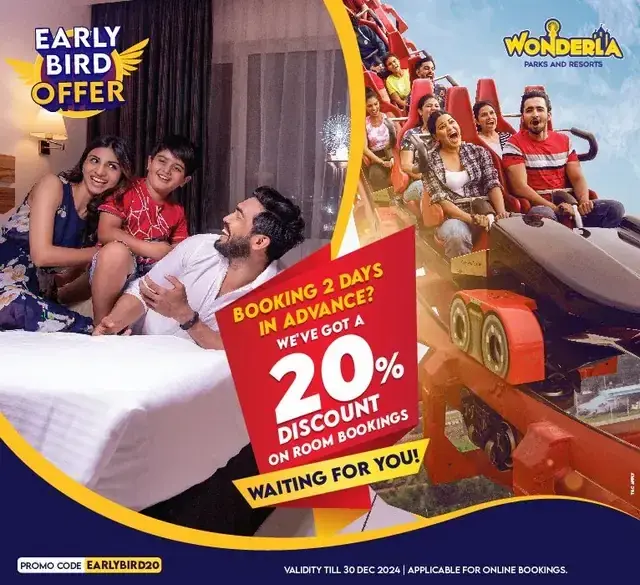 EARLY
BIRD
OFFER
WONDERLA
PARKS AND RESORTS
BOOKING 2 DAYS
IN ADVANCE?
WE'VE GOT A
20%
DISCOUNT
ON ROOM BOOKINGS
WAITING FOR YOU!
T&C APPLY
PROMO CODE EARLYBIRD20
VALIDITY TILL 30 DEC 2024 | APPLICABLE FOR ONLINE BOOKINGS.